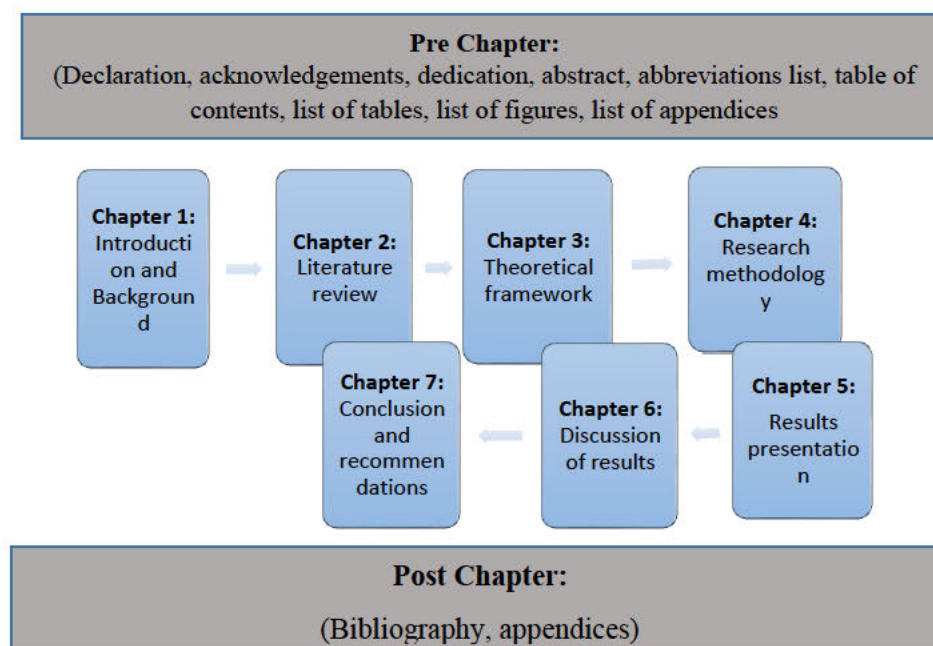 Pre Chapter:
(Declaration, acknowledgements, dedication, abstract, abbreviations list, table of
contents, list of tables, list of figures, list of appendices
Chapter 1:
Introducti
on and
Backgroun
d
Chapter 2:
Literature
review
Chapter 3:
Theoretical
framework
Chapter 4:
Research
methodolog
y
Chapter 5:
Results
presentatio
n
Chapter 6:
Discussion
of results
Chapter 7:
Conclusion
and
recommen
dations
Post Chapter:
(Bibliography, appendices)